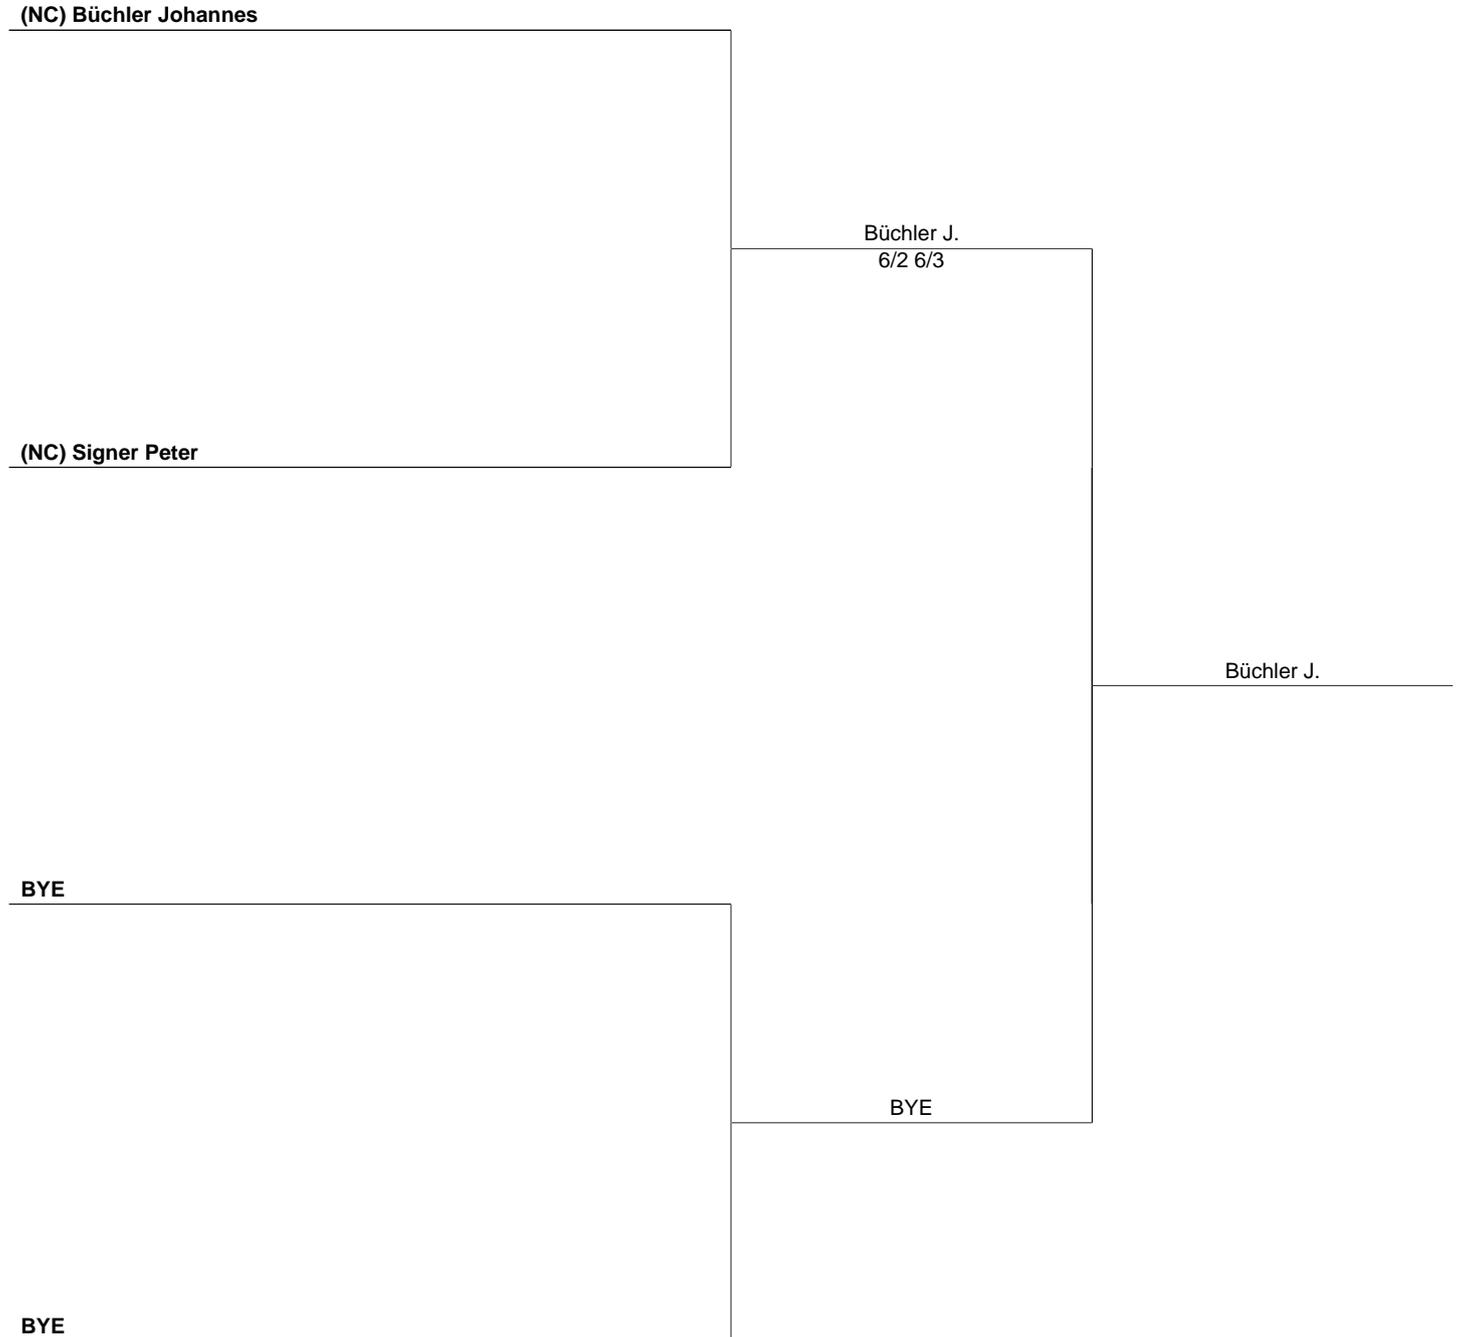 (NC) Büchler Johannes
Büchler J.
6/2 6/3
(NC) Signer Peter
Büchler J.
BYE
BYE
BYE